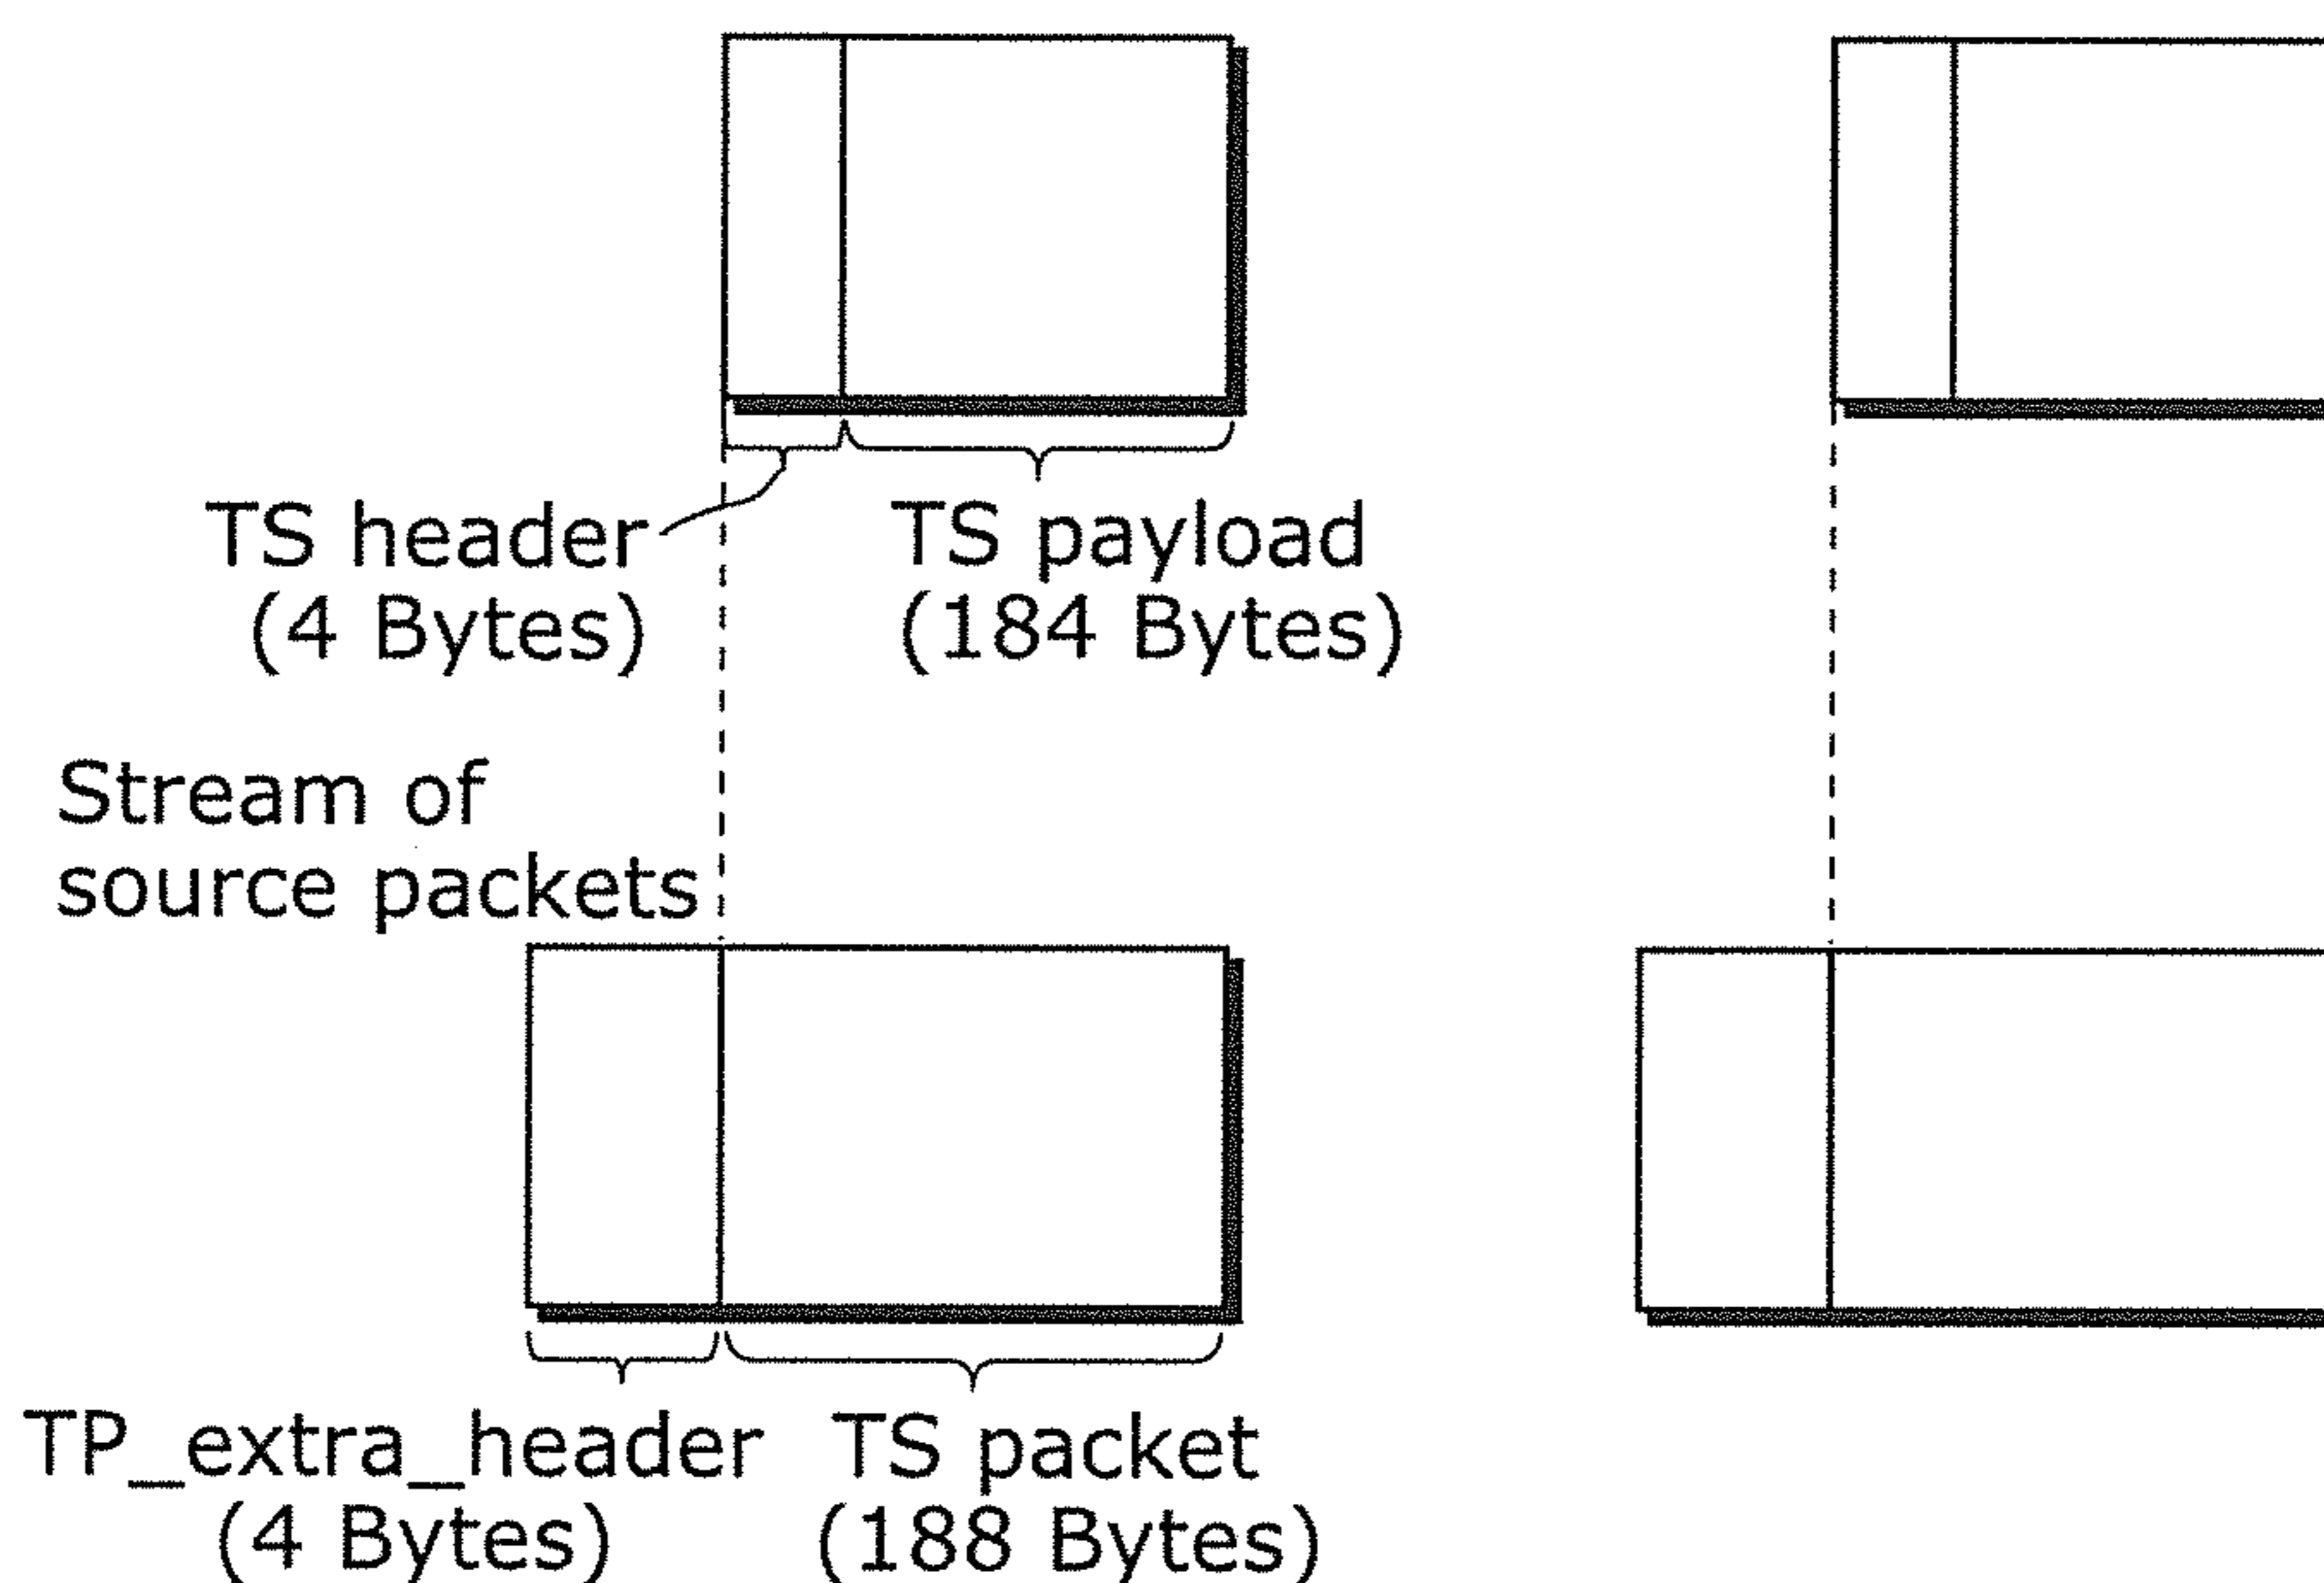 TS header
(4 Bytes)
TS payload
(184 Bytes)
Stream of
source packets
TP_extra_header
(4 Bytes)
TS packet
(188 Bytes)